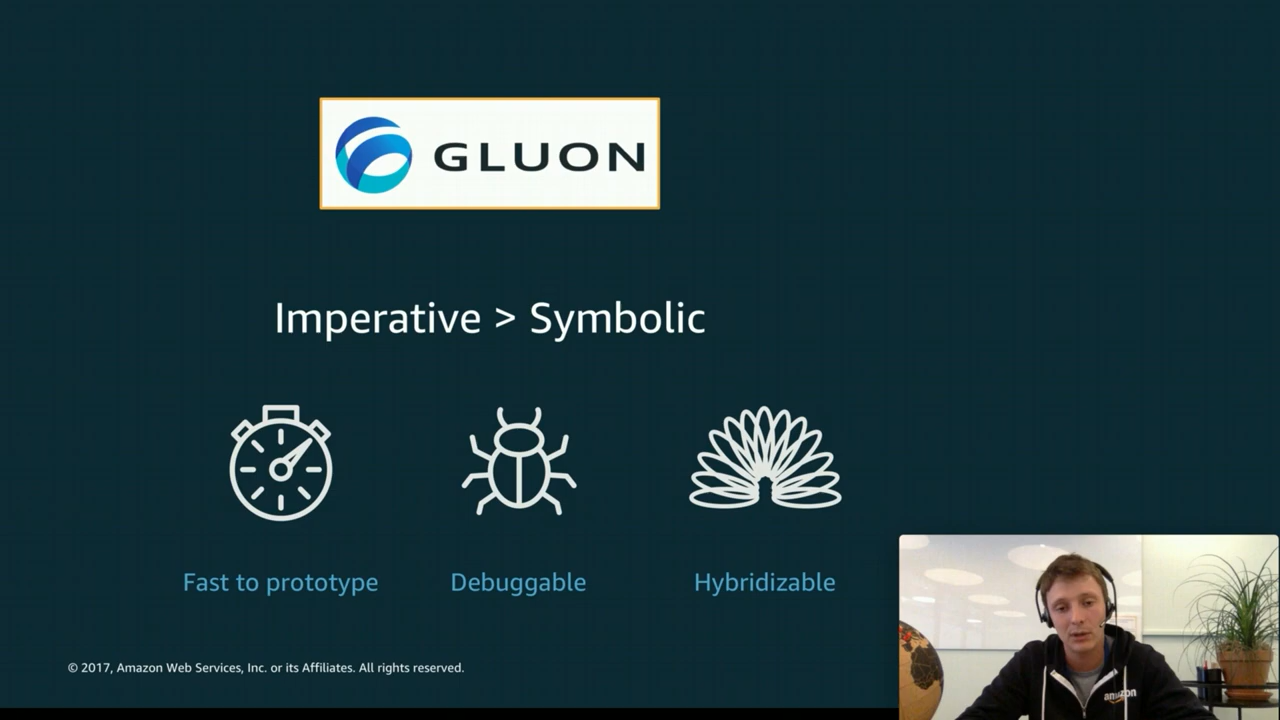 GLUON
Imperative > Symbolic
Fast to prototype
Debuggable
Hybridizable
© 2017, Amazon Web Services, Inc. or its Affiliates. All rights reserved.
amazon